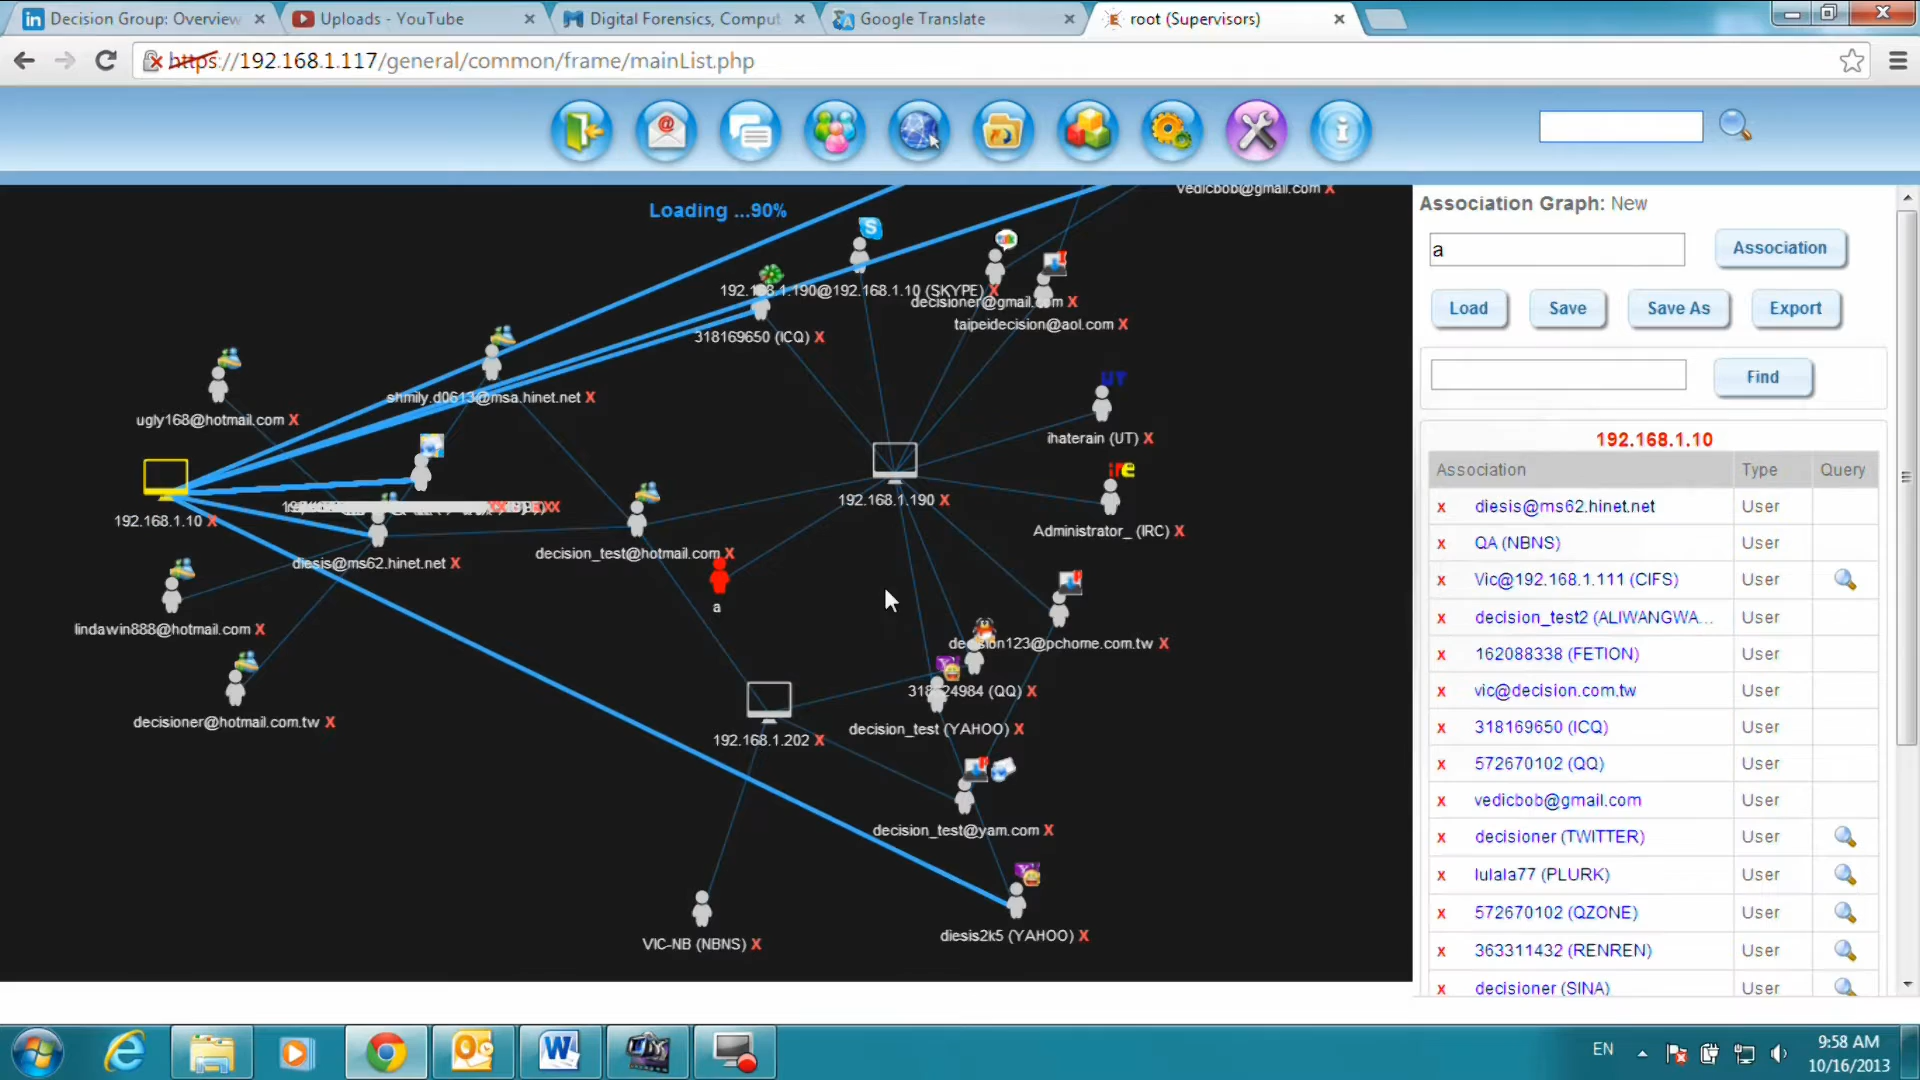 Decision Group: Overview
Uploads - YouTube
Digital Forensics, Comput
Google Translate
root (Supervisors)
https://192.168.1.117/general/common/frame/mainList.php
Loading ...90%
vedicbob@gmail.com X
192.168.1.190@192.168.1.10 (SKYPE) X
decisioner@gmail.com X
taipeidecision@aol.com X
318169650 (ICQ) X
shmily.d0613@msa.hinet.net X
ugly168@hotmail.com X
UT
ihaterain (UT) X
192.168.1.190 X
192.168.1.10 X
Administrator_ (IRC) X
decision_test@hotmail.com X
diesis@ms62.hinet.net X
a
lindawin888@hotmail.com X
decision123@pchome.com.tw X
decisioner@hotmail.com.tw X
decision_test (YAHOO) X
192.168.1.202 X
decision_test@yam.com X
VIC-NB (NBNS) X
diesis2k5 (YAHOO) X
Association Graph: New
a
Association
Load
Save
Save As
Export
Find
192.168.1.10
Association Type Query
x diesis@ms62.hinet.net User
x QA (NBNS) User
x Vic@192.168.1.111 (CIFS) User
x decision_test2 (ALIWANGWA... User
x 162088338 (FETION) User
x vic@decision.com.tw User
x 318169650 (ICQ) User
x 572670102 (QQ) User
x vedicbob@gmail.com User
x decisioner (TWITTER) User
x lulala77 (PLURK) User
x 572670102 (QZONE) User
x 363311432 (RENREN) User
x decisioner (SINA) User
EN
9:58 AM
10/16/2013